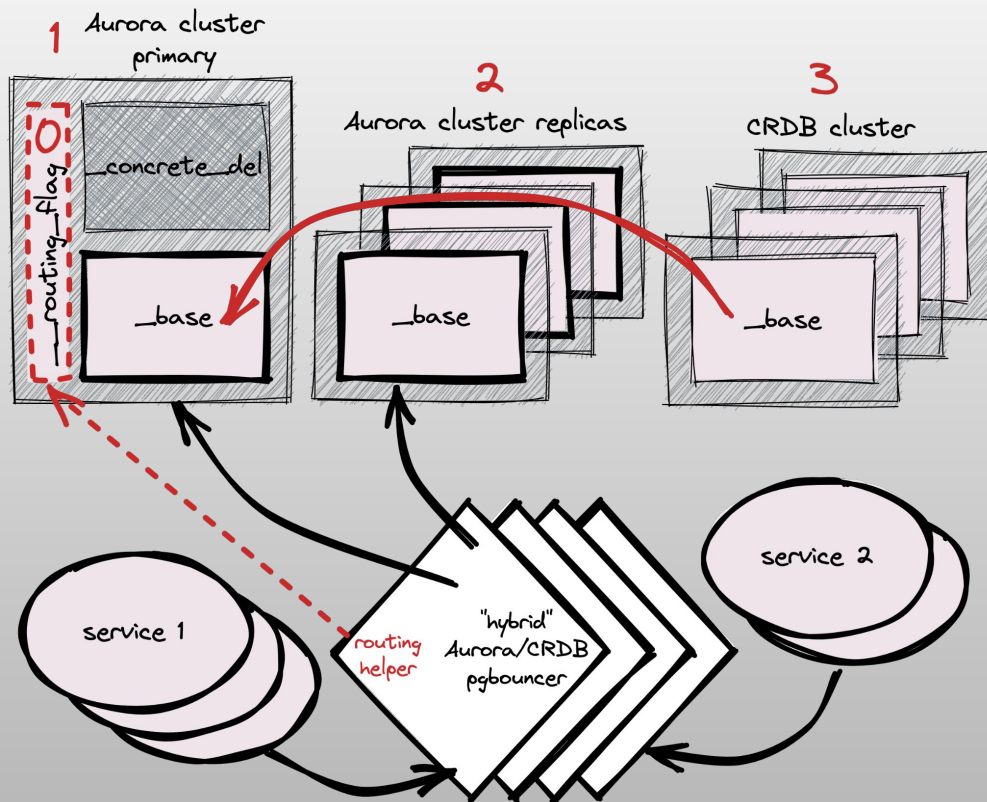 1
Aurora cluster
primary
0
__routing_flag
__concrete_del
_base
2
Aurora cluster replicas
_base
3
CRDB cluster
_base
service 1
routing
helper
"hybrid"
Aurora/CRDB
pgbouncer
service 2